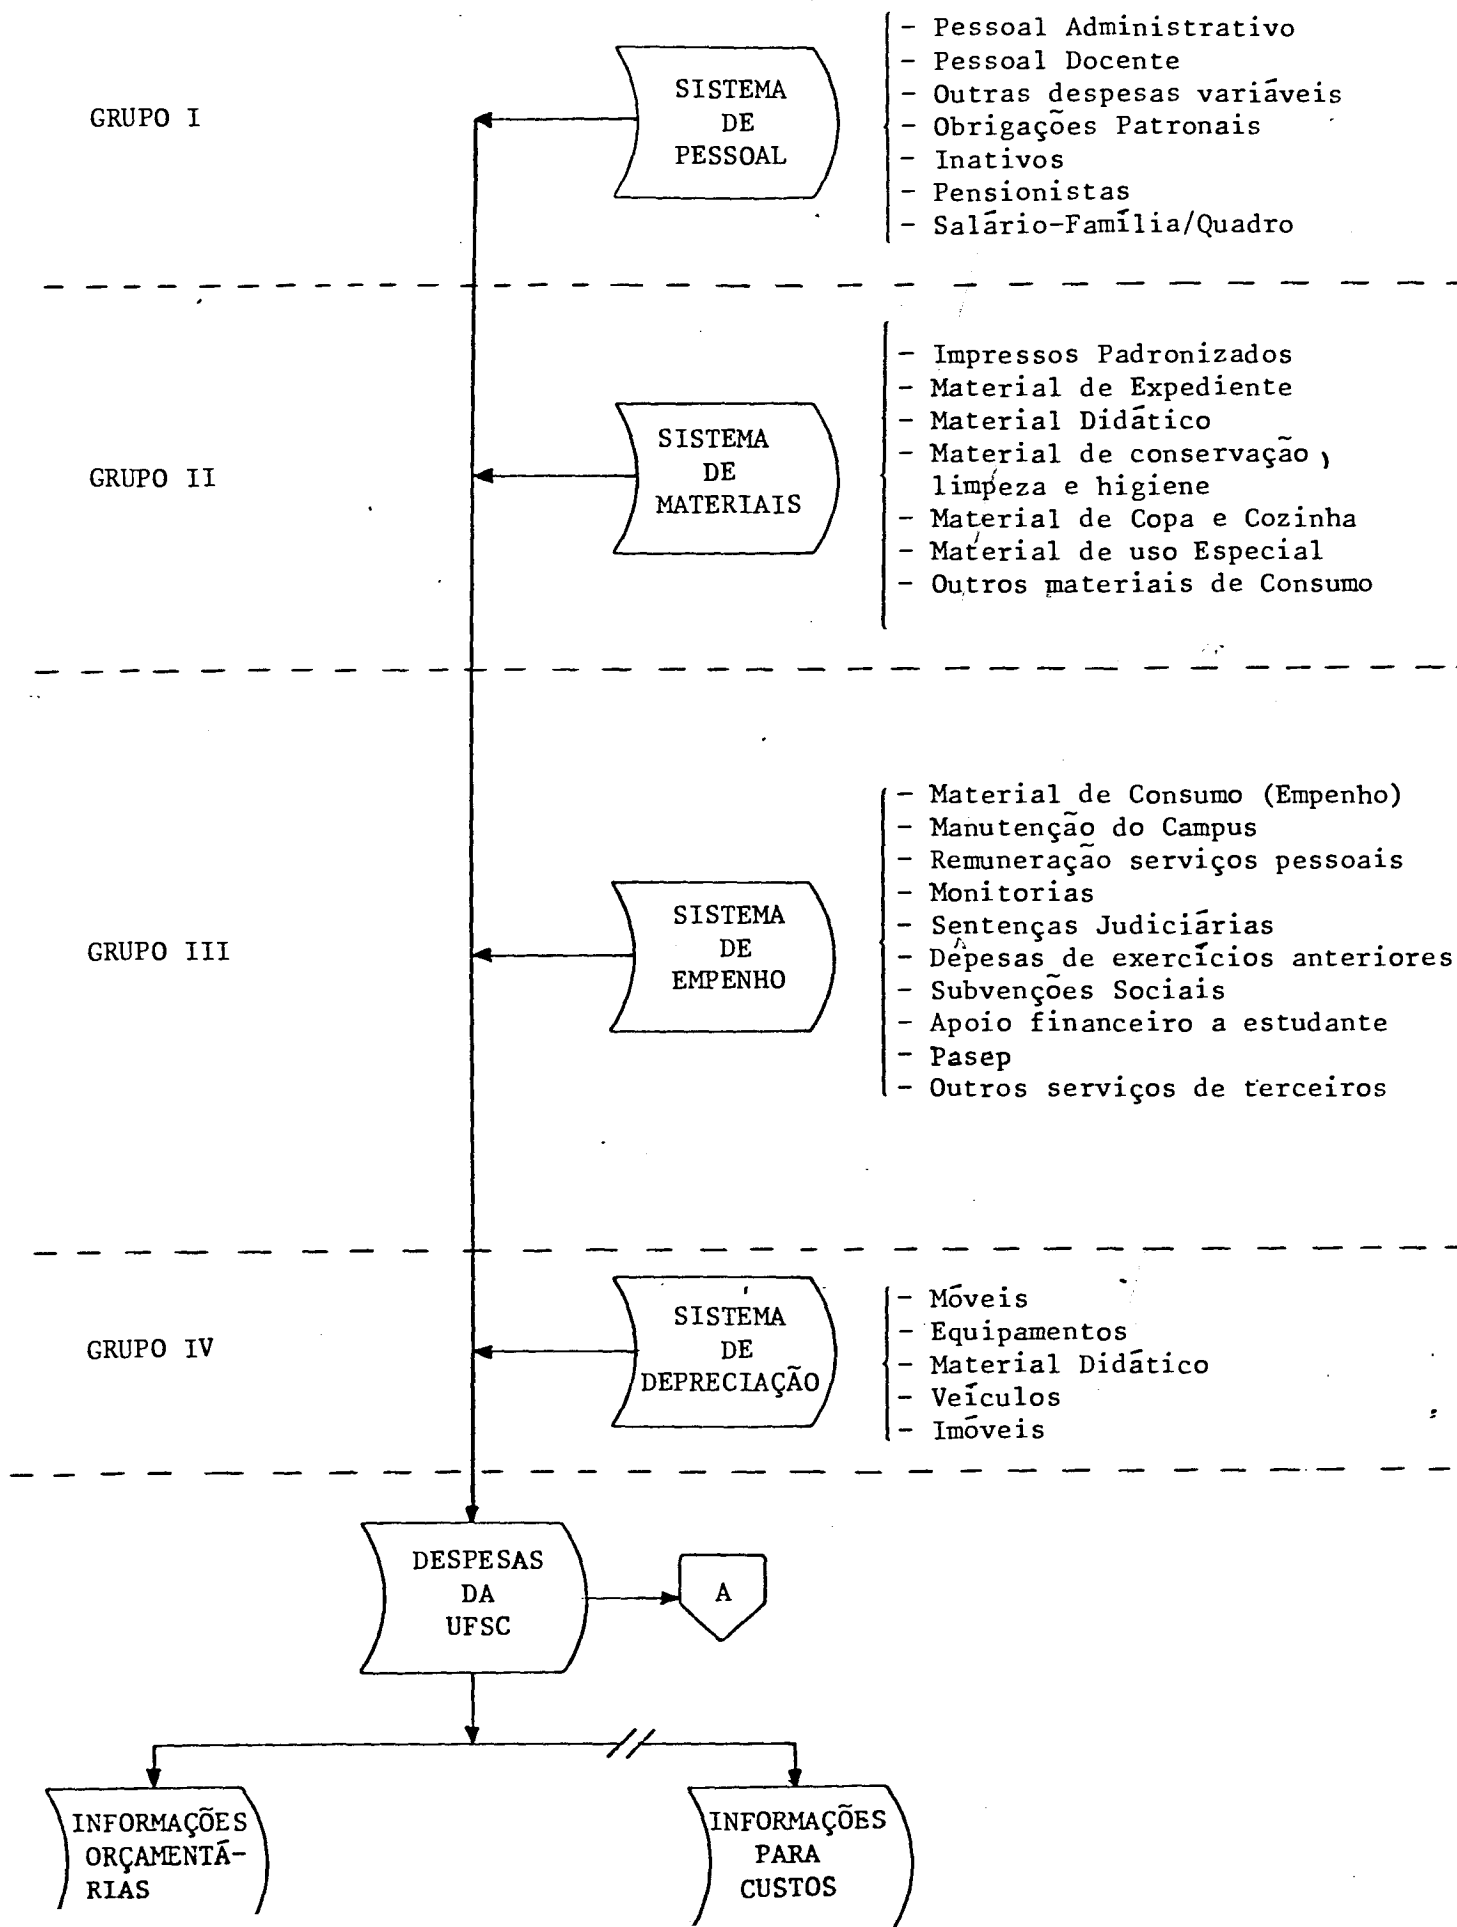 GRUPO I
SISTEMA
DE
PESSOAL
- Pessoal Administrativo
- Pessoal Docente
- Outras despesas variáveis
- Obrigações Patronais
- Inativos
- Pensionistas
- Salário-Família/Quadro
GRUPO II
SISTEMA
DE
MATERIAIS
- Impressos Padronizados
- Material de Expediente
- Material Didático
- Material de conservação,
limpeza e higiene
- Material de Copa e Cozinha
- Material de uso Especial
- Outros materiais de Consumo
GRUPO III
SISTEMA
DE
EMPENHO
- Material de Consumo (Empenho)
- Manutenção do Campus
- Remuneração serviços pessoais
- Monitorias
- Sentenças Judiciárias
- Depesas de exercícios anteriores
- Subvenções Sociais
- Apoio financeiro a estudante
- Pasep
- Outros serviços de terceiros
GRUPO IV
SISTEMA
DE
DEPRECIAÇÃO
- Móveis
- Equipamentos
- Material Didático
- Veículos
- Imóveis
DESPESAS
DA
UFSC
A
INFORMAÇÕES
ORÇAMENTÁ-
RIAS
INFORMAÇÕES
PARA
CUSTOS